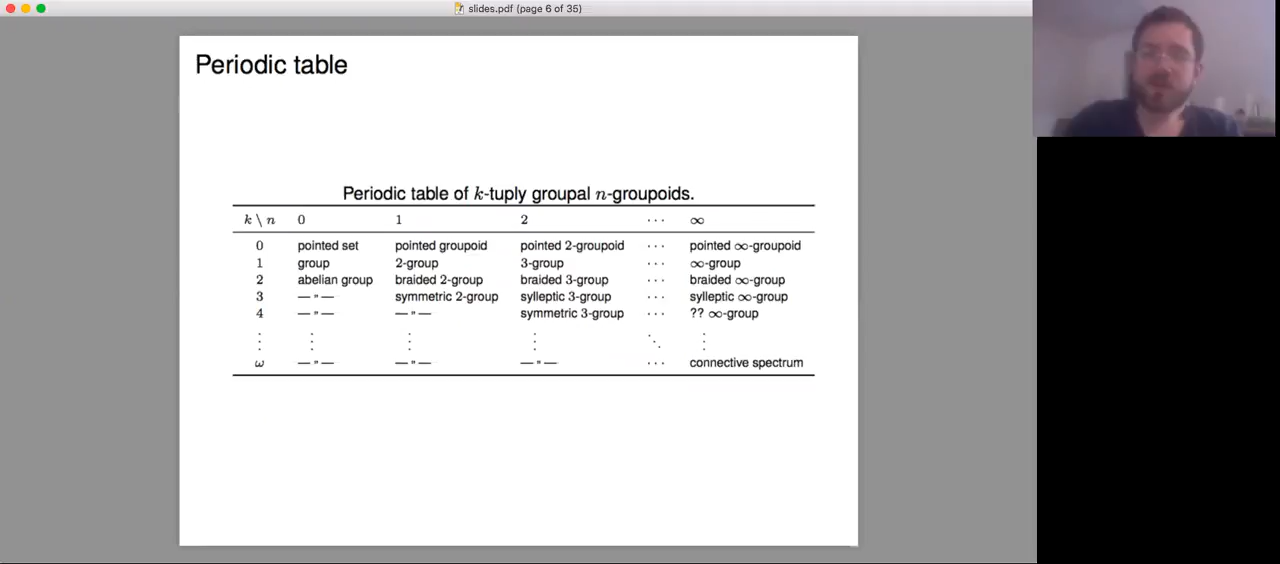 slides.pdf (page 6 of 35)
Periodic table
Periodic table of k-tuply groupal n-groupoids.
k \ n 0 1 2 ··· ∞
0 pointed set pointed groupoid pointed 2-groupoid ··· pointed ∞-groupoid
1 group 2-group 3-group ··· ∞-group
2 abelian group braided 2-group braided 3-group ··· braided ∞-group
3 — " — symmetric 2-group sylleptic 3-group ··· sylleptic ∞-group
4 — " — — " — symmetric 3-group ··· ?? ∞-group
⋮ ⋮ ⋮ ⋮ ⋱ ⋮
ω — " — — " — — " — ··· connective spectrum